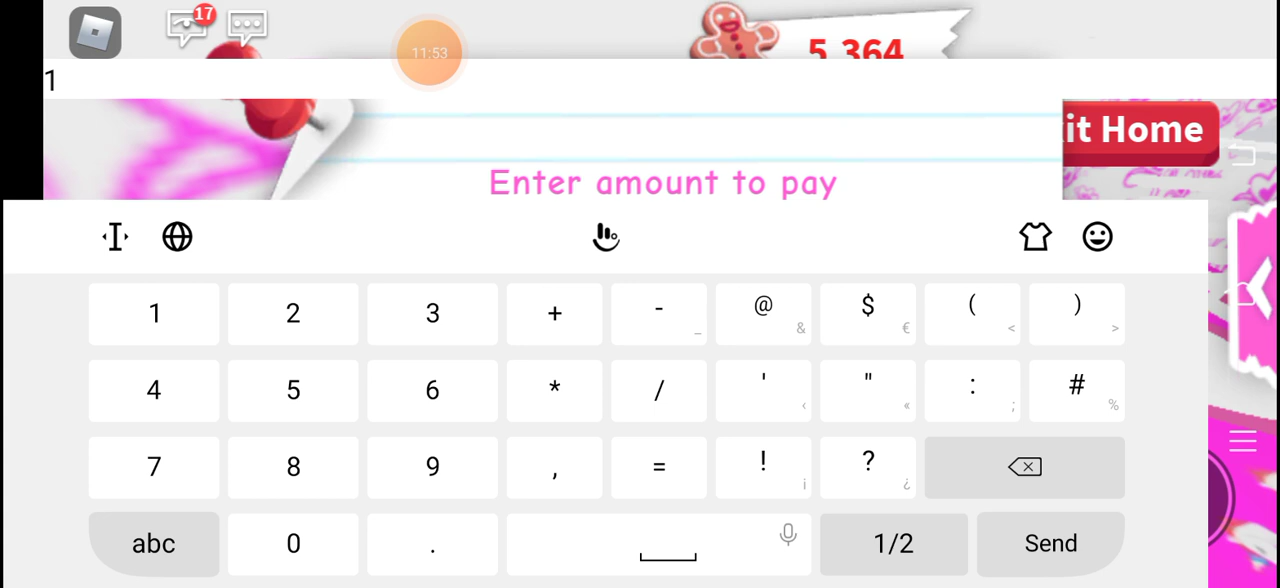 17
11:53
5,364
1
it Home
Enter amount to pay
1 2 3 + - _ @ & $ € ( < ) >
4 5 6 * / ' ‹ " « : ; # %
7 8 9 , = ! ¡ ? ¿
abc 0 . 1/2 Send